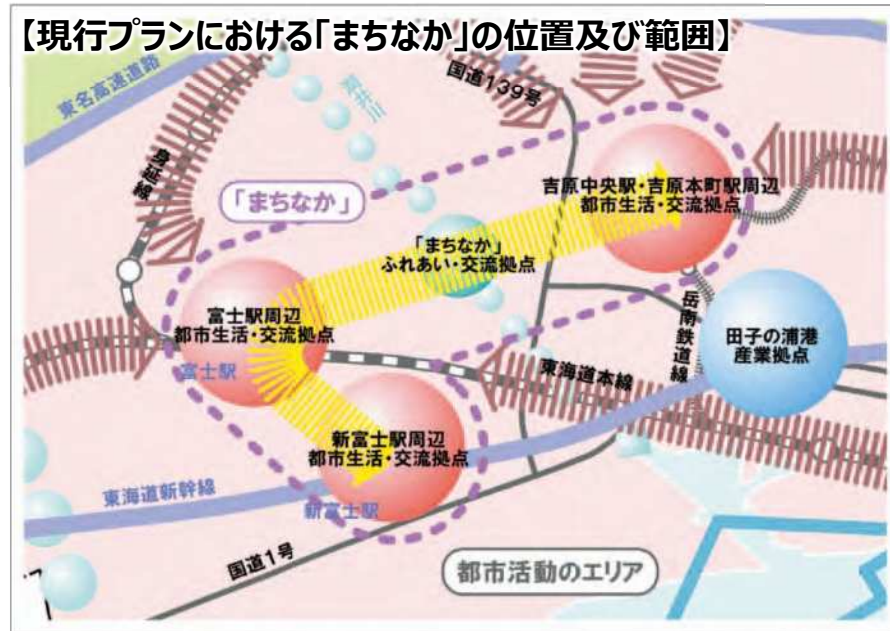 【現行プランにおける「まちなか」の位置及び範囲】
東名高速道路
潤井川
国道139号
身延線
「まちなか」
吉原中央駅・吉原本町駅周辺
都市生活・交流拠点
「まちなか」
ふれあい・交流拠点
富士駅周辺
都市生活・交流拠点
富士駅
岳南鉄道線
田子の浦港
産業拠点
東海道本線
新富士駅周辺
都市生活・交流拠点
東海道新幹線
新富士駅
国道1号
都市活動のエリア